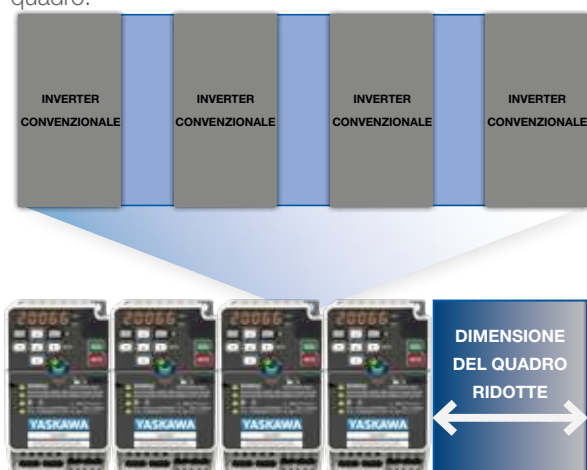 quadro.
INVERTER
CONVENZIONALE
INVERTER
CONVENZIONALE
INVERTER
CONVENZIONALE
INVERTER
CONVENZIONALE
YASKAWA
YASKAWA
YASKAWA
YASKAWA
DIMENSIONE
DEL QUADRO
RIDOTTE